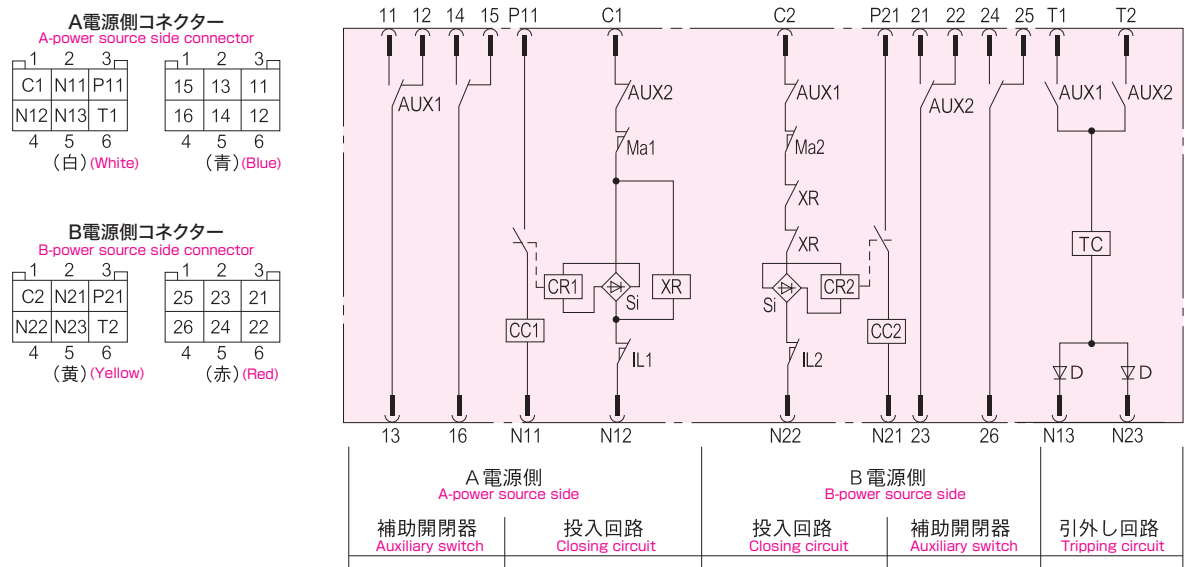 A電源側コネクター
A-power source side connector
1 2 3
C1 N11 P11
N12 N13 T1
4 5 6
(白)(White)
1 2 3
15 13 11
16 14 12
4 5 6
(青)(Blue)
B電源側コネクター
B-power source side connector
1 2 3
C2 N21 P21
N22 N23 T2
4 5 6
(黄)(Yellow)
1 2 3
25 23 21
26 24 22
4 5 6
(赤)(Red)
11 12 14 15 P11 C1 C2 P21 21 22 24 25 T1 T2
AUX1 AUX2 AUX1 AUX2 AUX1 AUX2
Ma1 Ma2
XR
XR
TC
CR1 Si XR Si CR2
CC1 CC2
IL1 IL2
D D
13 16 N11 N12 N22 N21 23 26 N13 N23
A電源側
A-power source side
B電源側
B-power source side
補助開閉器
Auxiliary switch
投入回路
Closing circuit
投入回路
Closing circuit
補助開閉器
Auxiliary switch
引外し回路
Tripping circuit